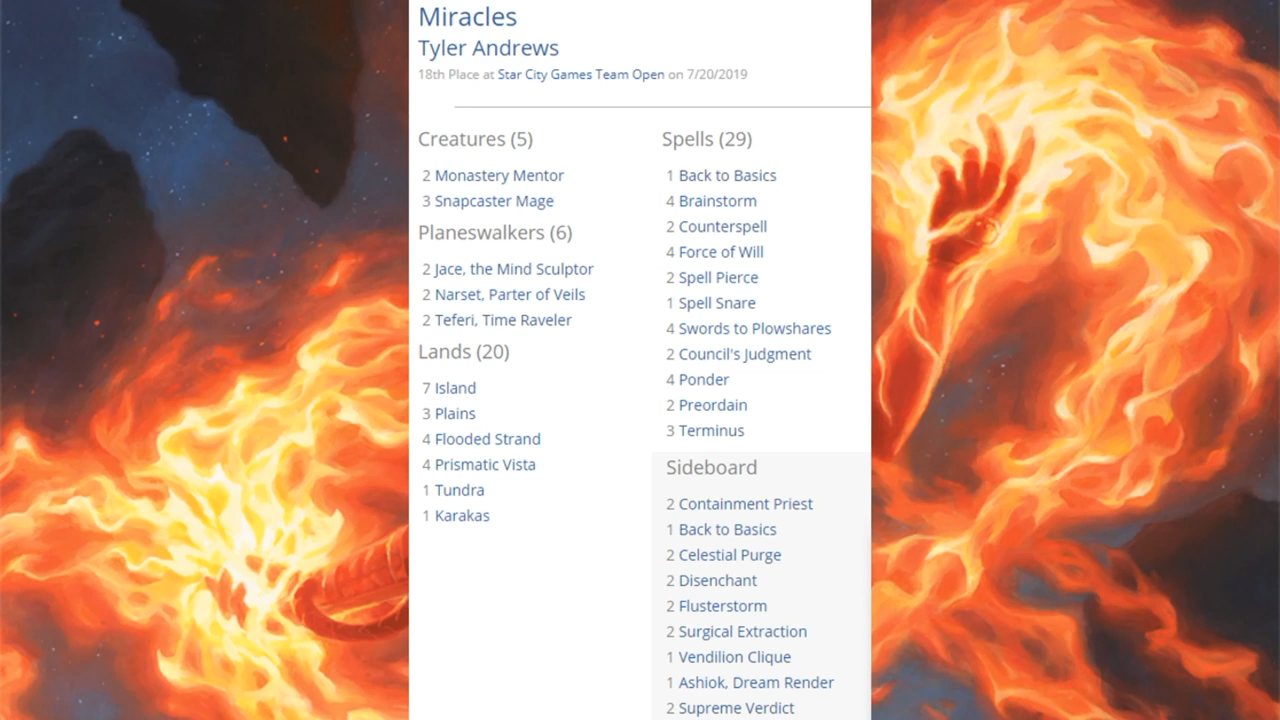 Miracles
Tyler Andrews
18th Place at Star City Games Team Open on 7/20/2019
Creatures (5)
2 Monastery Mentor
3 Snapcaster Mage
Planeswalkers (6)
2 Jace, the Mind Sculptor
2 Narset, Parter of Veils
2 Teferi, Time Raveler
Lands (20)
7 Island
3 Plains
4 Flooded Strand
4 Prismatic Vista
1 Tundra
1 Karakas
Spells (29)
1 Back to Basics
4 Brainstorm
2 Counterspell
4 Force of Will
2 Spell Pierce
1 Spell Snare
4 Swords to Plowshares
2 Council's Judgment
4 Ponder
2 Preordain
3 Terminus
Sideboard
2 Containment Priest
1 Back to Basics
2 Celestial Purge
2 Disenchant
2 Flusterstorm
2 Surgical Extraction
1 Vendilion Clique
1 Ashiok, Dream Render
2 Supreme Verdict